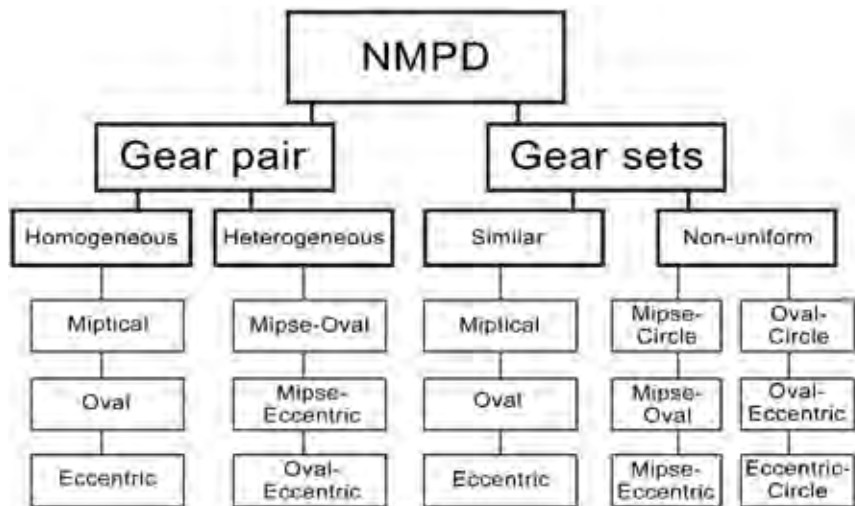 NMPD
Gear pair
Gear sets
Homogeneous
Heterogeneous
Similar
Non-uniform
Miptical
Mipse-Oval
Miptical
Mipse-
Circle
Oval-
Circle
Oval
Mipse-
Eccentric
Oval
Mipse-
Oval
Oval-
Eccentric
Eccentric
Oval-
Eccentric
Eccentric
Mipse-
Eccentric
Eccentric-
Circle